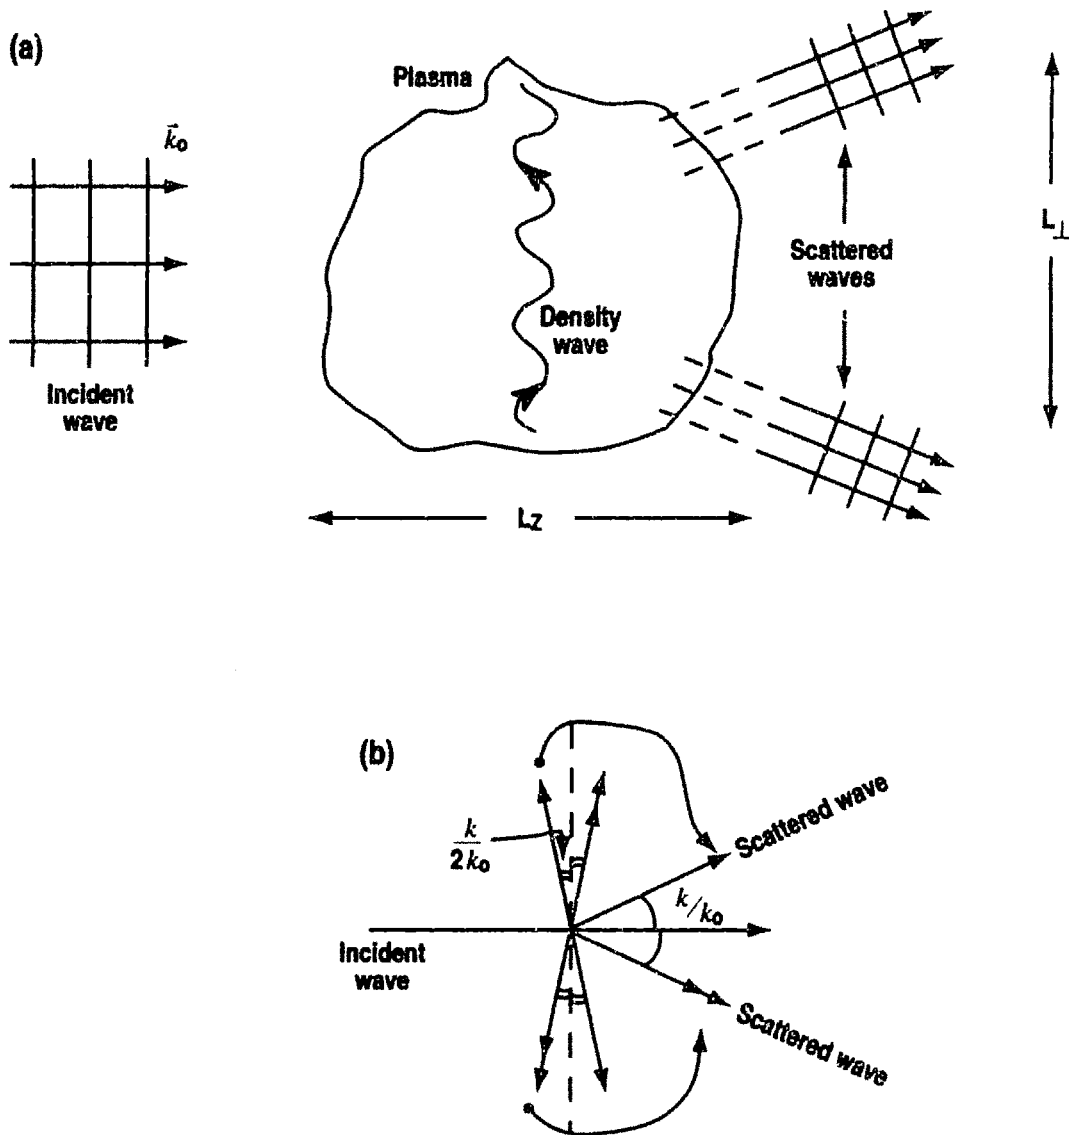 (a)
Plasma
k⃗o
L⊥
Scattered
waves
Density
wave
Incident
wave
Lz
(b)
k
2ko
Scattered wave
k/ko
Incident
wave
Scattered wave